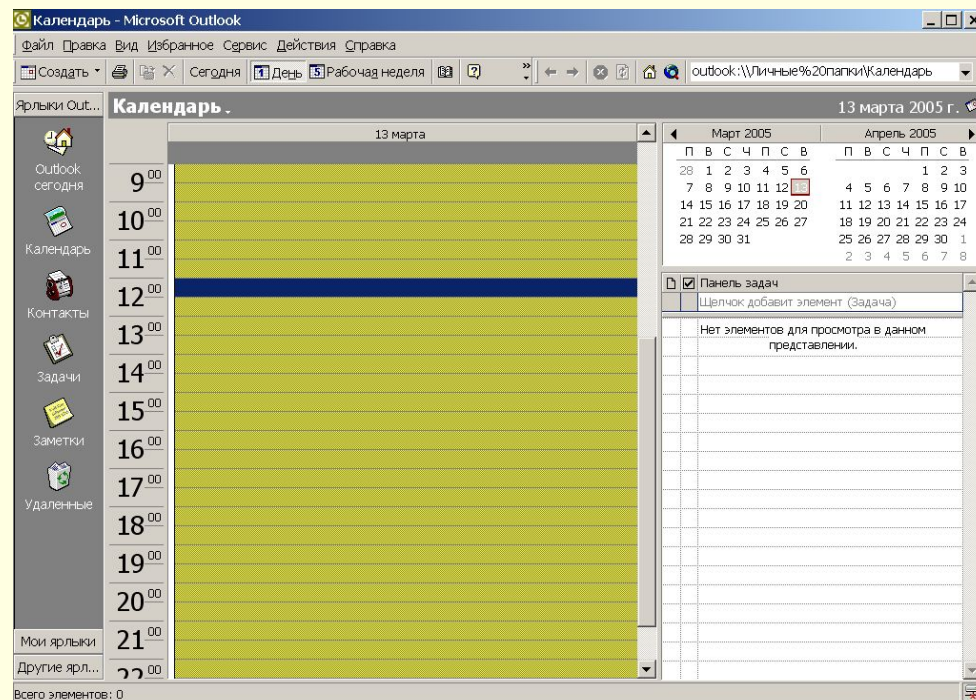 Календарь - Microsoft Outlook
Файл Правка Вид Избранное Сервис Действия Справка
Создать Сегодня 1 День 5 Рабочая неделя outlook:\\Личные%20папки\Календарь
Ярлыки Out... Календарь. 13 марта 2005 г.
Outlook сегодня
Календарь
Контакты
Задачи
Заметки
Удаленные
Мои ярлыки
Другие ярл...
13 марта
9 00
10 00
11 00
12 00
13 00
14 00
15 00
16 00
17 00
18 00
19 00
20 00
21 00
22 00
Март 2005
П В С Ч П С В
28 1 2 3 4 5 6
7 8 9 10 11 12 13
14 15 16 17 18 19 20
21 22 23 24 25 26 27
28 29 30 31
Апрель 2005
П В С Ч П С В
1 2 3
4 5 6 7 8 9 10
11 12 13 14 15 16 17
18 19 20 21 22 23 24
25 26 27 28 29 30 1
2 3 4 5 6 7 8
Панель задач
Щелчок добавит элемент (Задача)
Нет элементов для просмотра в данном
представлении.
Всего элементов: 0